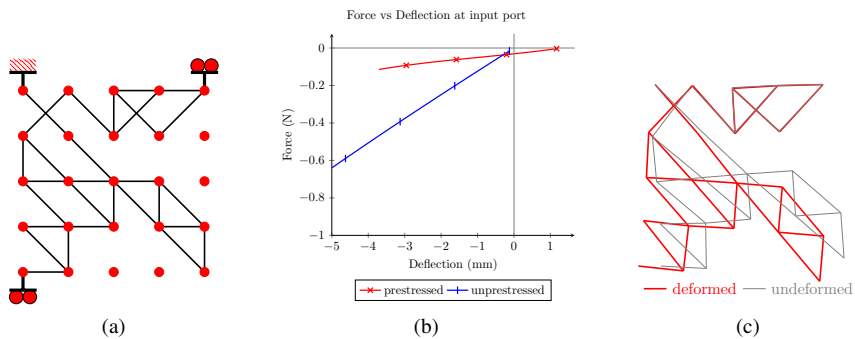 Force vs Deflection at input port
0
−0.2
−0.4
−0.6
−0.8
−1
Force (N)
−5 −4 −3 −2 −1 0 1
Deflection (mm)
prestressed unprestressed
deformed undeformed
(a) (b) (c)